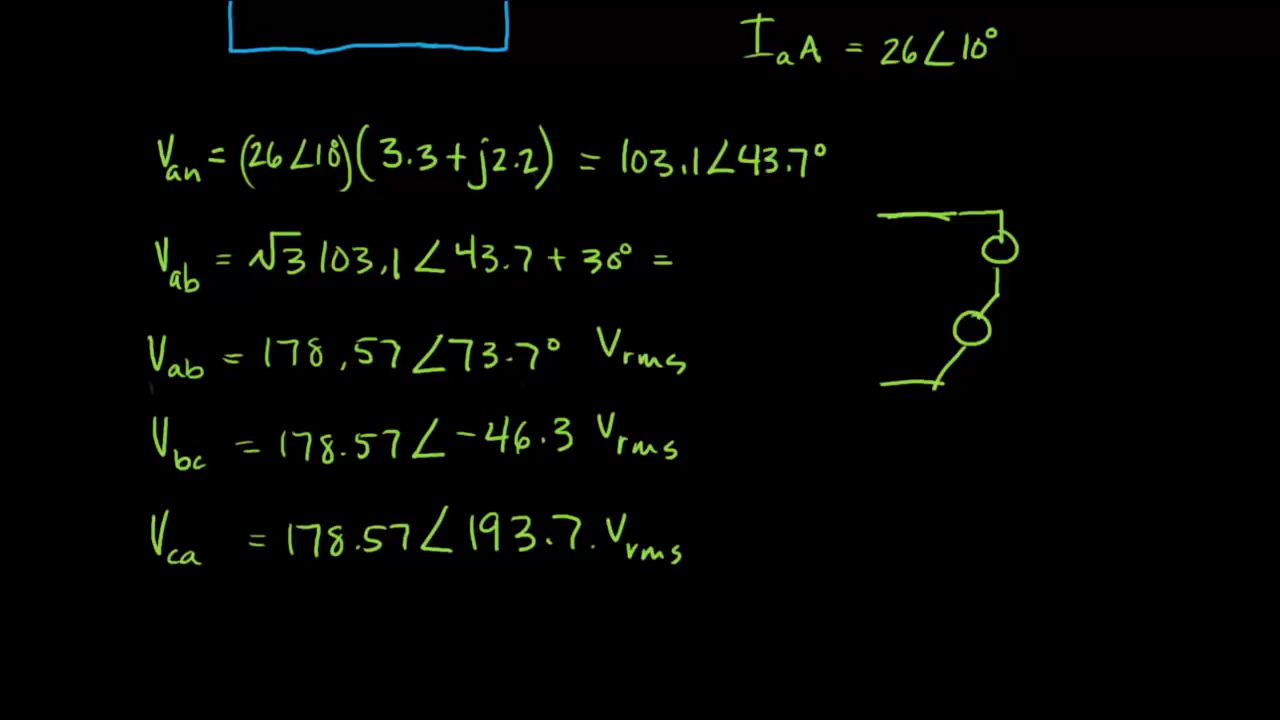 IaA = 26∠10°
Van = (26∠10°)(3.3+j2.2) = 103.1∠43.7°
Vab = √3 103.1∠43.7+30° =
Vab = 178.57∠73.7° Vrms
Vbc = 178.57∠-46.3 Vrms
Vca = 178.57∠193.7. Vrms